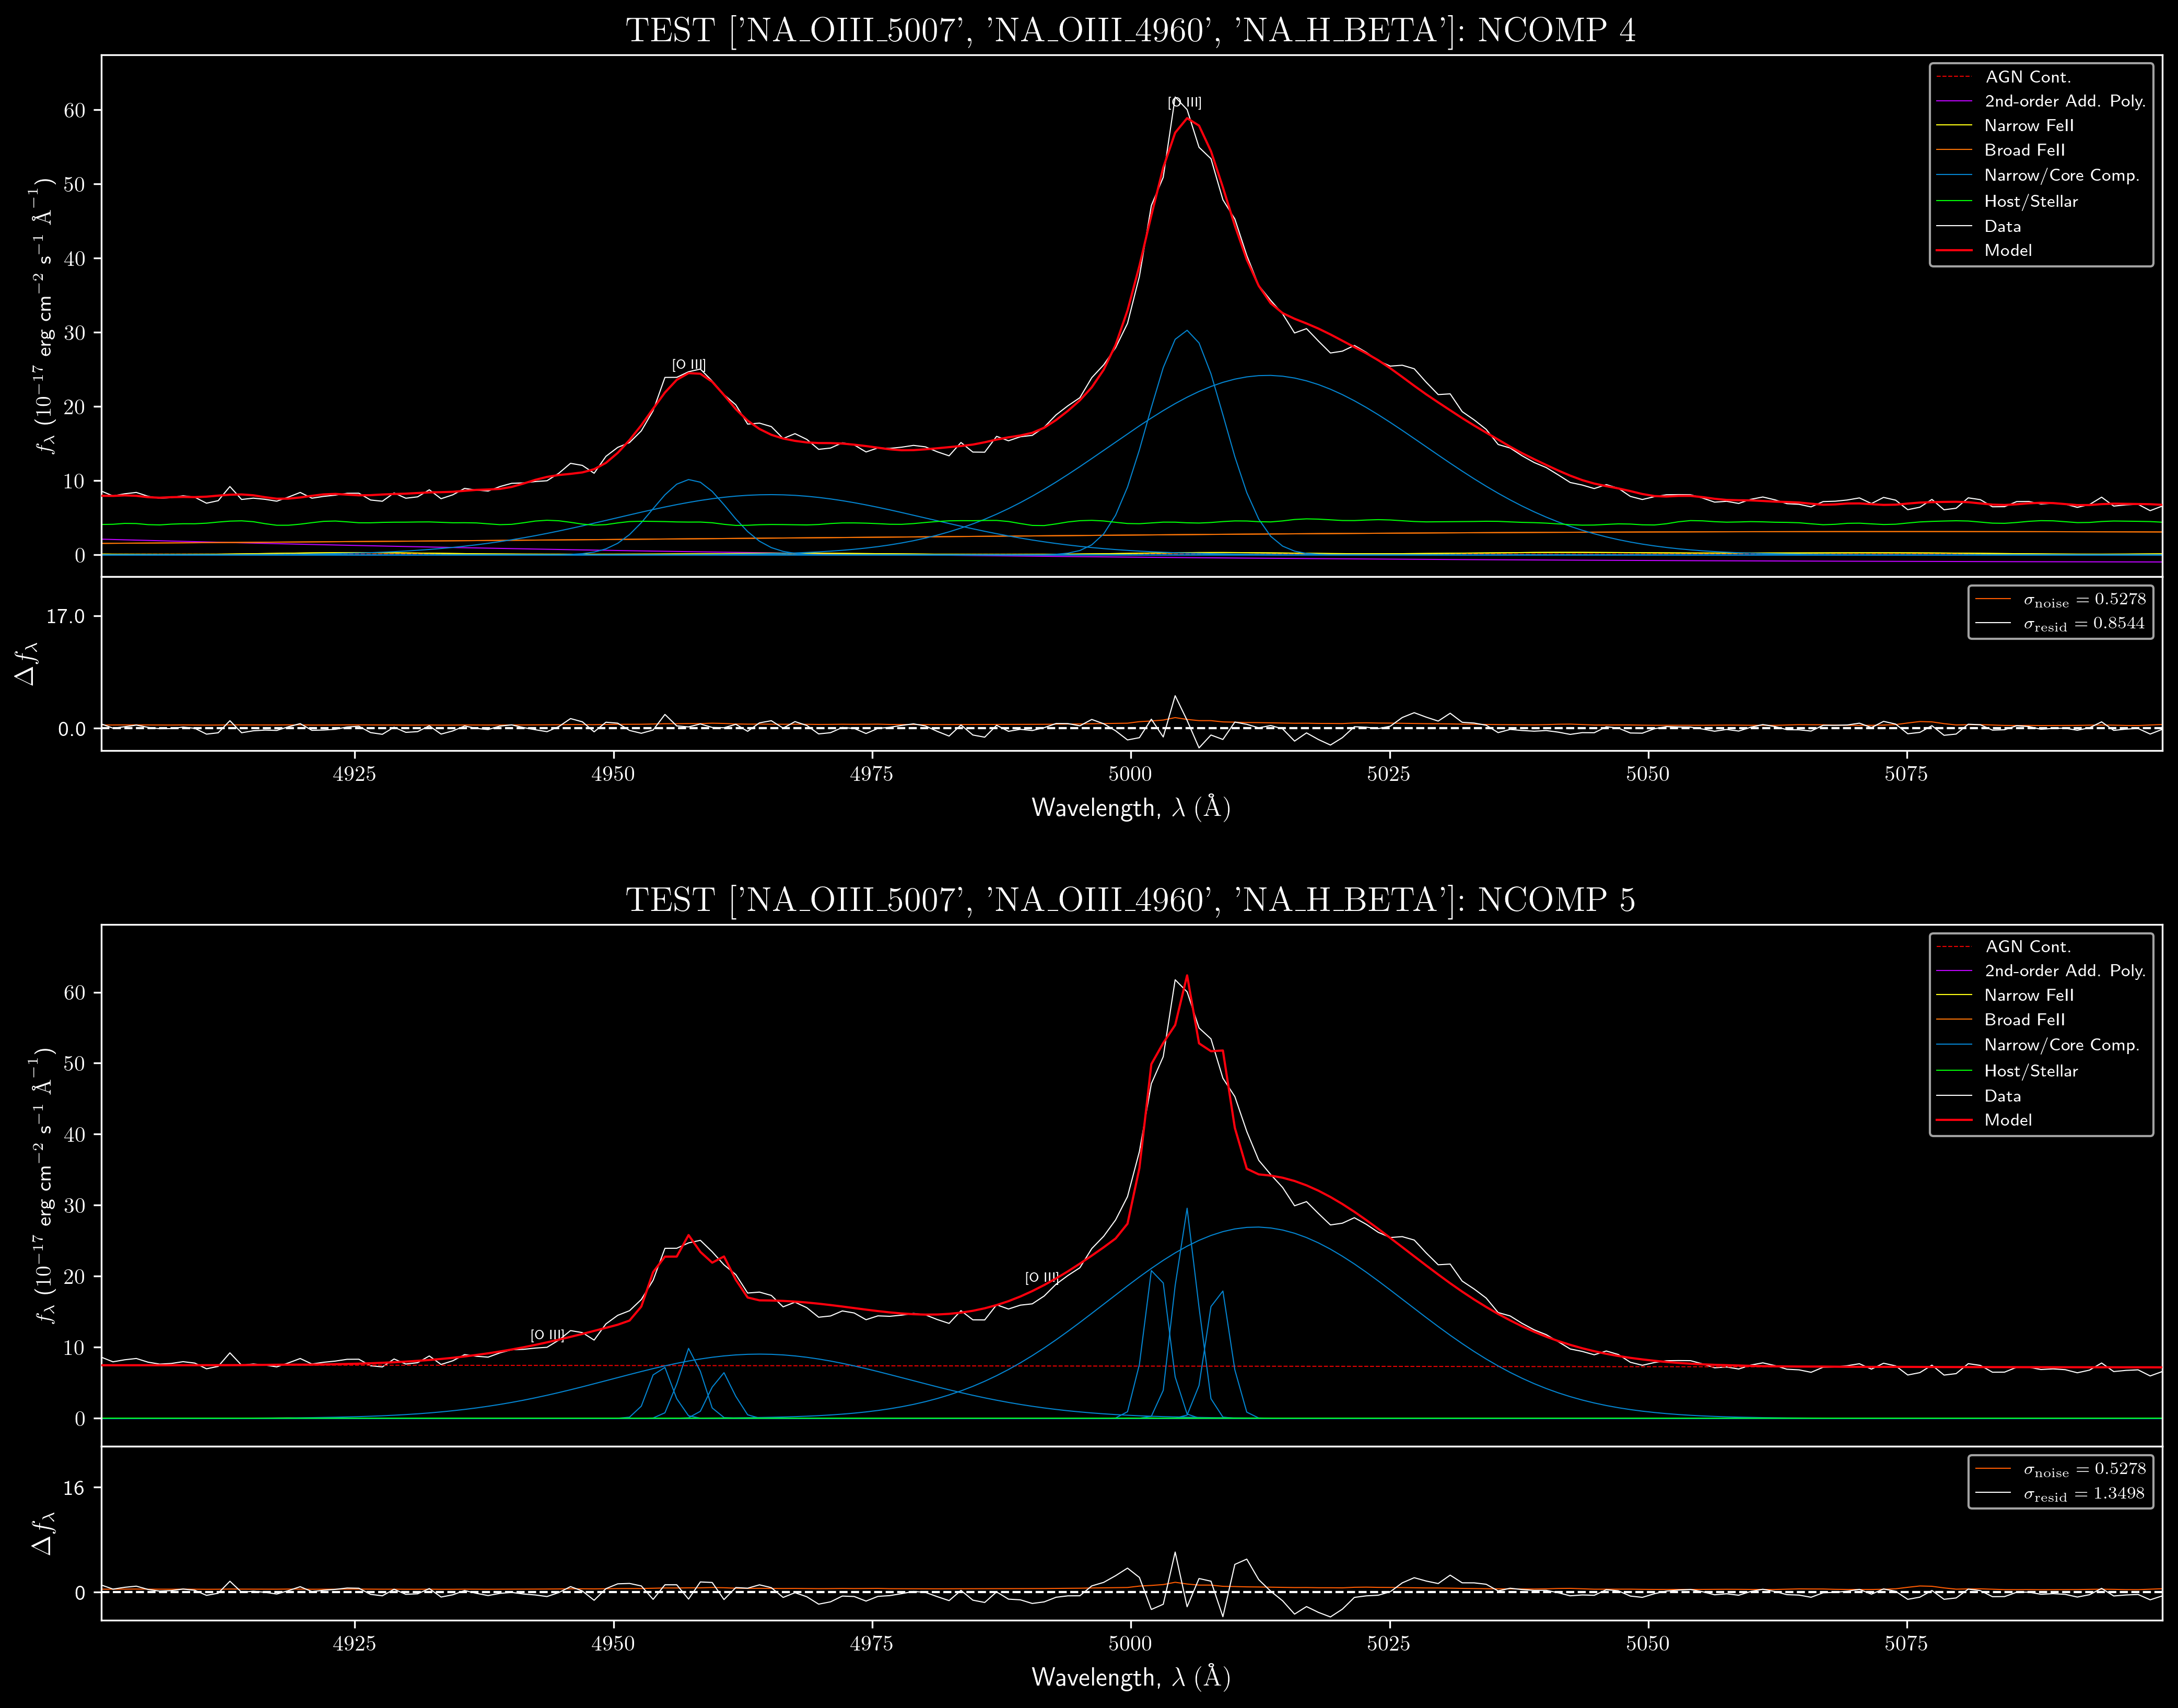 TEST ['NA_OIII_5007', 'NA_OIII_4960', 'NA_H_BETA']: NCOMP 4
AGN Cont.
2nd-order Add. Poly.
Narrow FeII
Broad FeII
Narrow/Core Comp.
Host/Stellar
Data
Model
[O III]
[O III]
60
50
40
30
20
10
0
fλ (10⁻¹⁷ erg cm⁻² s⁻¹ Å⁻¹)
σnoise = 0.5278
σresid = 0.8544
17.0
0.0
Δfλ
4925 4950 4975 5000 5025 5050 5075
Wavelength, λ (Å)
TEST ['NA_OIII_5007', 'NA_OIII_4960', 'NA_H_BETA']: NCOMP 5
AGN Cont.
2nd-order Add. Poly.
Narrow FeII
Broad FeII
Narrow/Core Comp.
Host/Stellar
Data
Model
[O III]
[O III]
60
50
40
30
20
10
0
fλ (10⁻¹⁷ erg cm⁻² s⁻¹ Å⁻¹)
σnoise = 0.5278
σresid = 1.3498
16
0
Δfλ
4925 4950 4975 5000 5025 5050 5075
Wavelength, λ (Å)